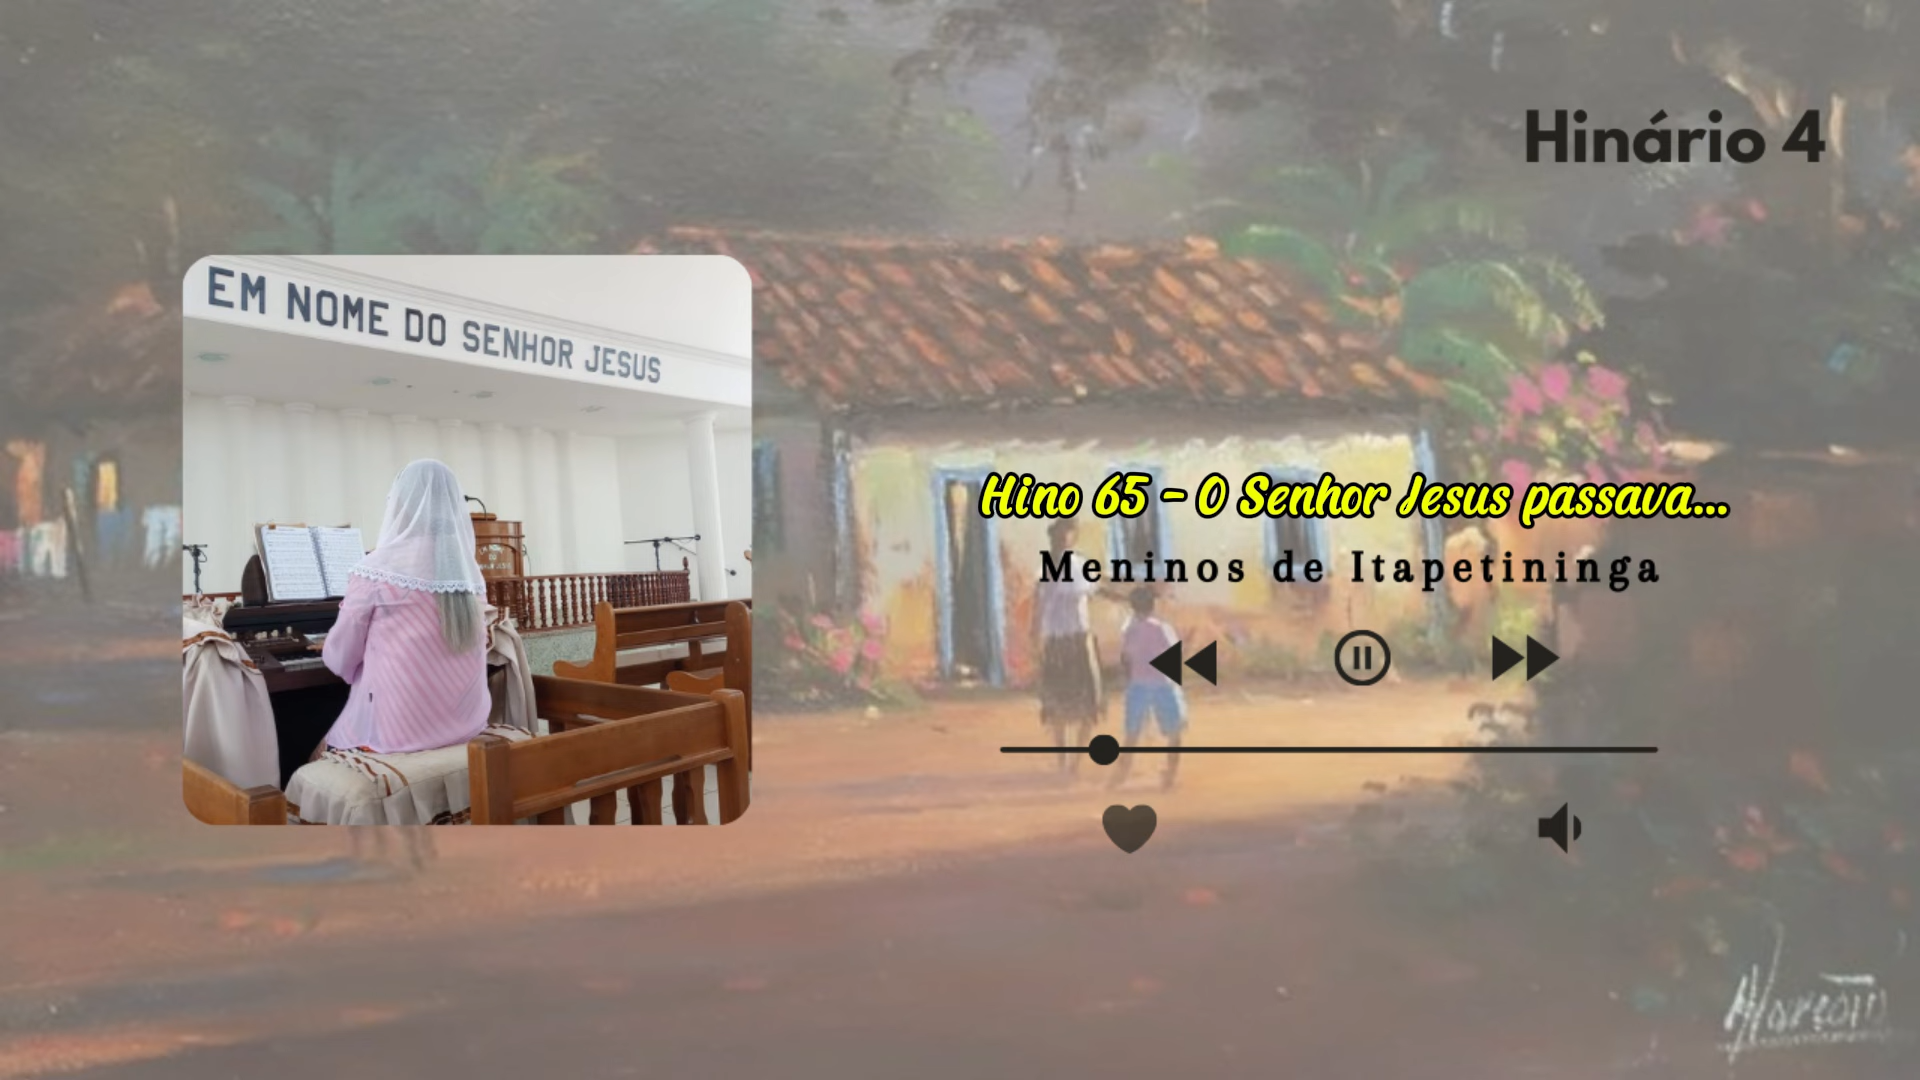 Hinário 4
EM NOME DO SENHOR JESUS
Hino 65 - O Senhor Jesus passava...
Meninos de Itapetininga